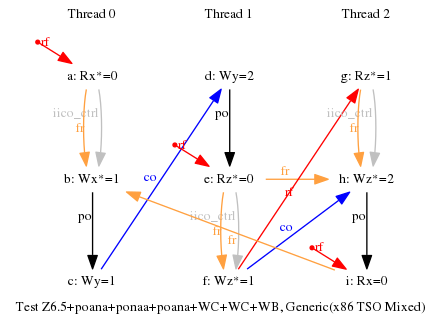 Thread 0 Thread 1 Thread 2
rf
a: Rx*=0 d: Wy=2 g: Rz*=1
iico_ctrl po iico_ctrl
fr fr
rf
fr
co
b: Wx*=1 e: Rz*=0 h: Wz*=2
rf
po iico_ctrl po
co
fr fr
rf
c: Wy=1 f: Wz*=1 i: Rx=0
Test Z6.5+poana+ponaa+poana+WC+WC+WB, Generic(x86 TSO Mixed)